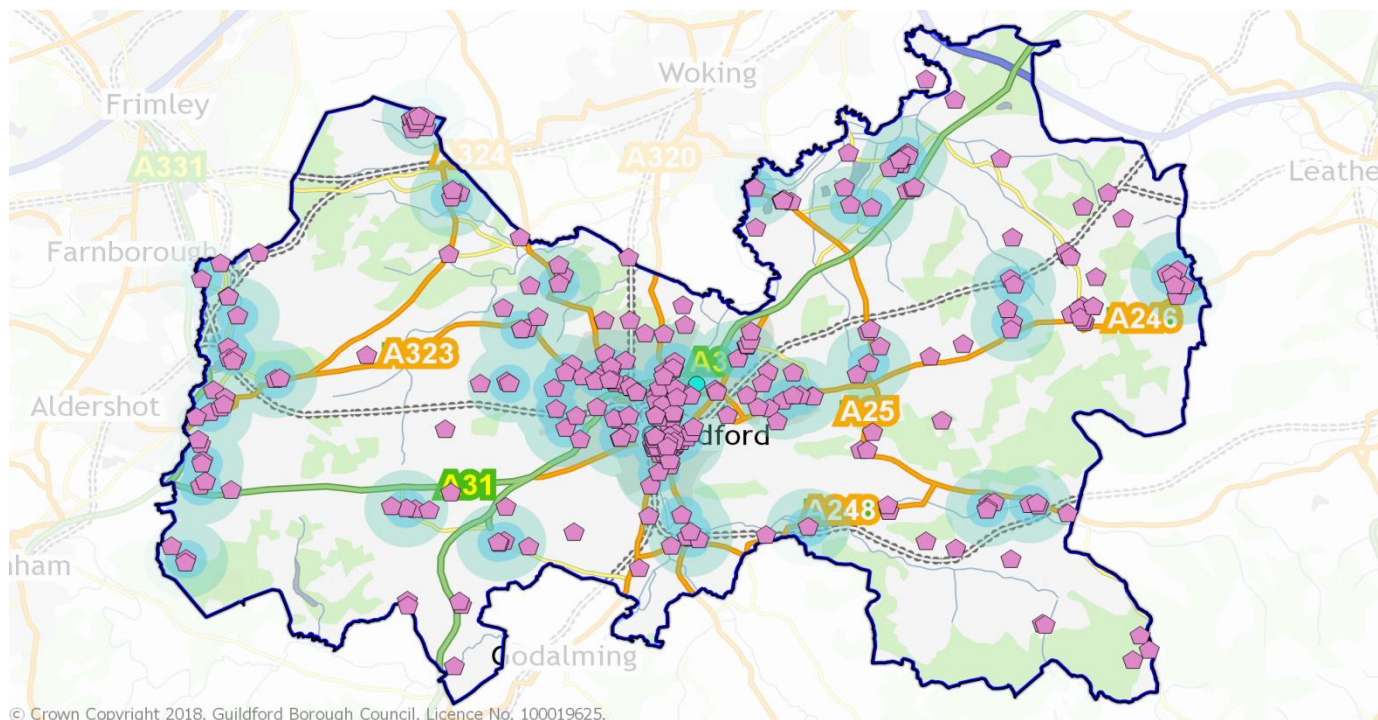 Woking
Frimley
A324
A320
A331
Leathe
Farnborough
A246
A323
A3
Aldershot
A25
dford
A31
A248
ham
Godalming
© Crown Copyright 2018. Guildford Borough Council. Licence No. 100019625.